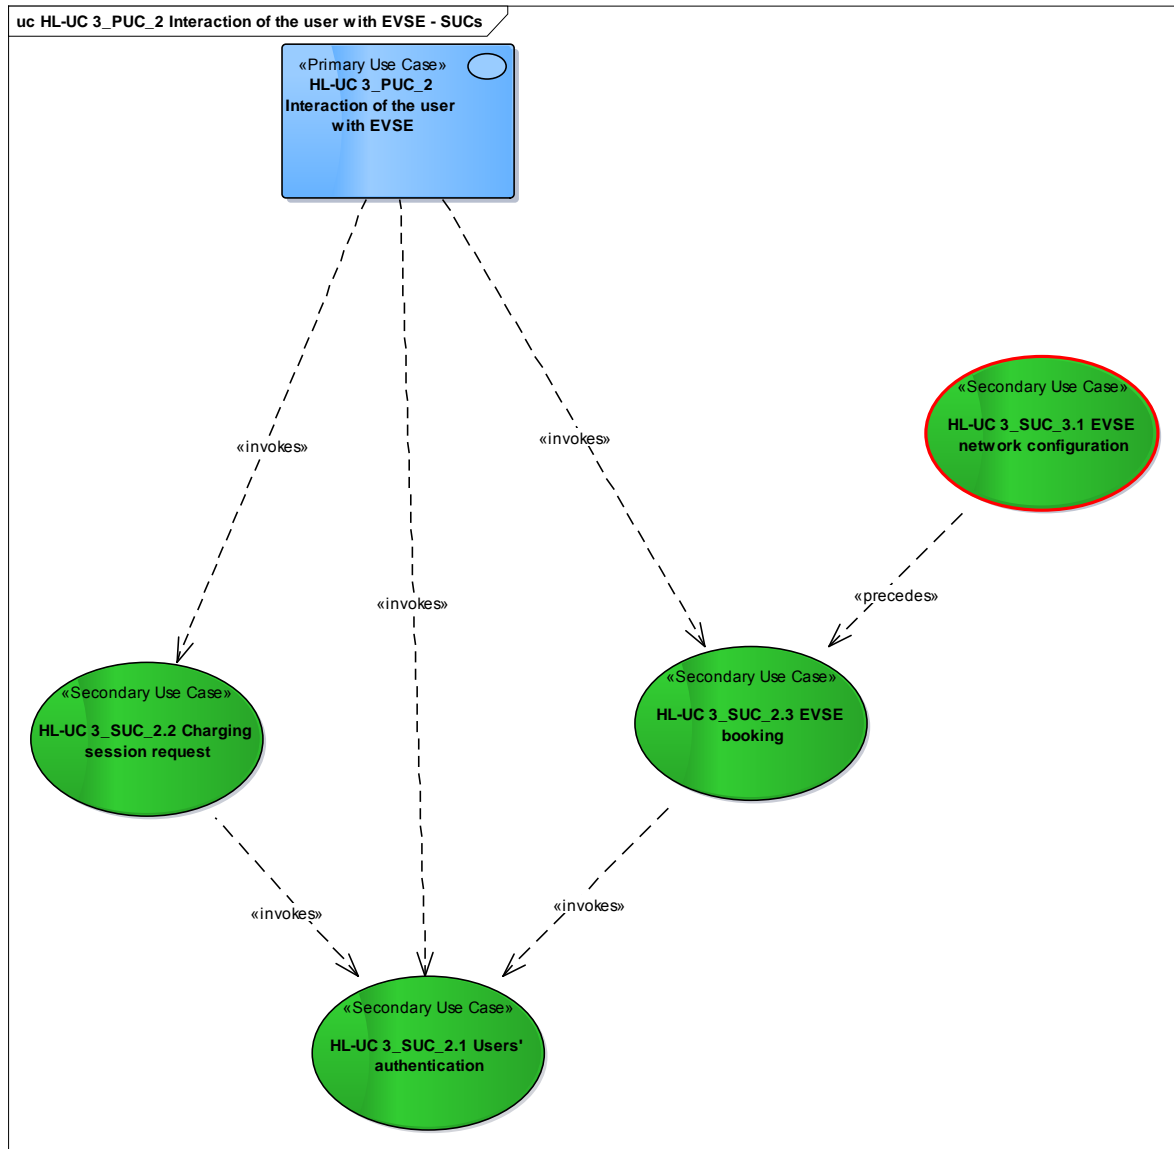 uc HL-UC 3_PUC_2 Interaction of the user with EVSE - SUCs
«Primary Use Case»
HL-UC 3_PUC_2
Interaction of the user
with EVSE
«Secondary Use Case»
HL-UC 3_SUC_3.1 EVSE
network configuration
«invokes»
«invokes»
«precedes»
«invokes»
«Secondary Use Case»
HL-UC 3_SUC_2.2 Charging
session request
«Secondary Use Case»
HL-UC 3_SUC_2.3 EVSE
booking
«invokes»
«invokes»
«Secondary Use Case»
HL-UC 3_SUC_2.1 Users'
authentication